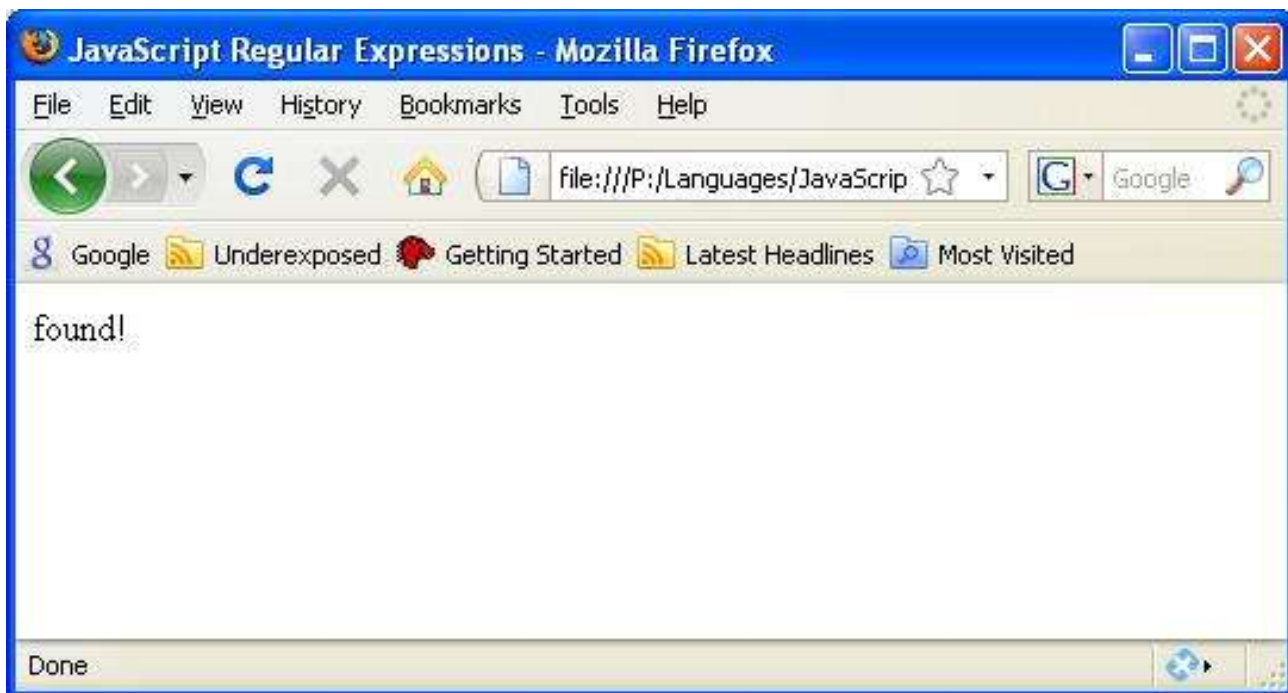 JavaScript Regular Expressions - Mozilla Firefox
File Edit View History Bookmarks Tools Help
file:///P:/Languages/JavaScrip G Google
g Google Underexposed Getting Started Latest Headlines Most Visited
found!
Done